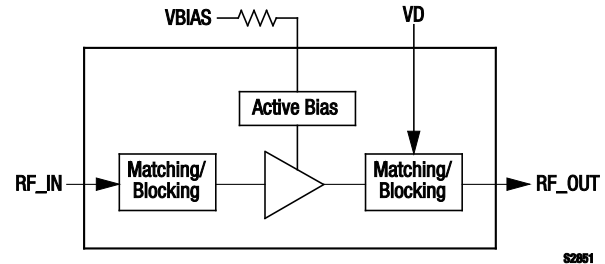 VBIAS
VD
Active Bias
RF_IN
Matching/
Blocking
Matching/
Blocking
RF_OUT
S2851